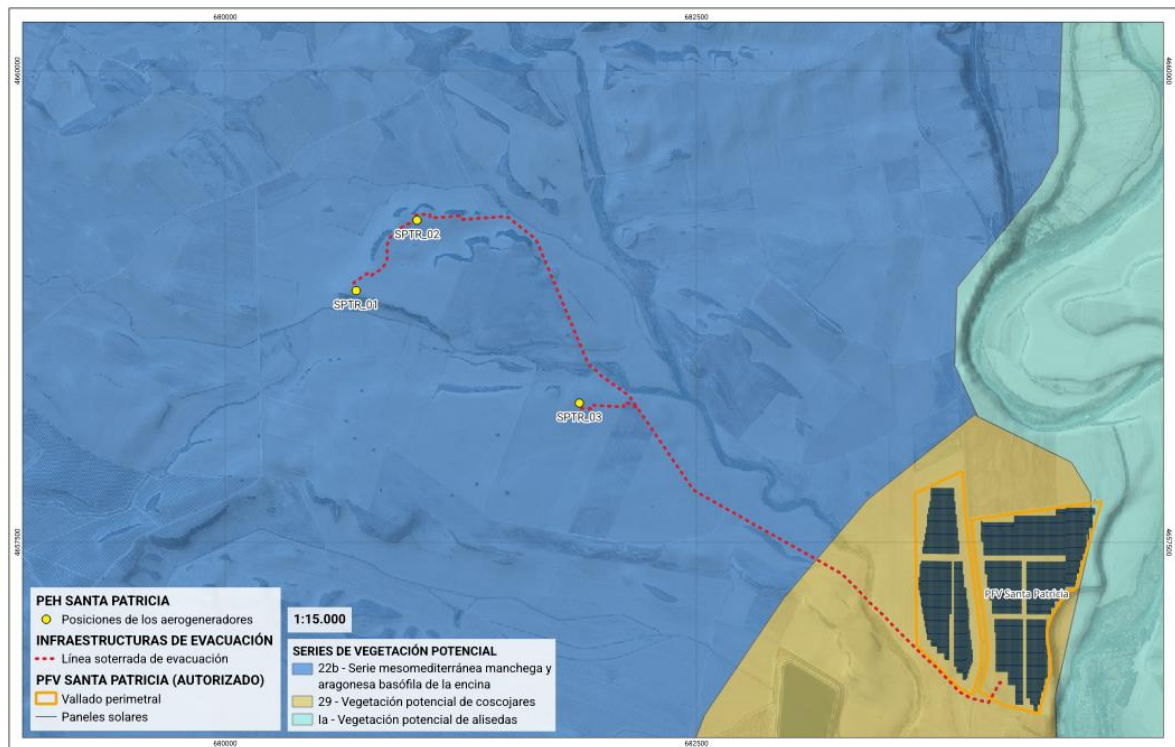 680000
682500
4660000
4660000
SPTR_02
SPTR_01
SPTR_03
4657500
4657500
PFV Santa Patricia
PEH SANTA PATRICIA
Posiciones de los aerogeneradores
INFRAESTRUCTURAS DE EVACUACIÓN
Línea soterrada de evacuación
PFV SANTA PATRICIA (AUTORIZADO)
Vallado perimetral
Paneles solares
1:15.000
SERIES DE VEGETACIÓN POTENCIAL
22b - Serie mesomediterránea manchega y
aragonesa basófila de la encina
29 - Vegetación potencial de coscojares
Ia - Vegetación potencial de alisedas
680000
682500